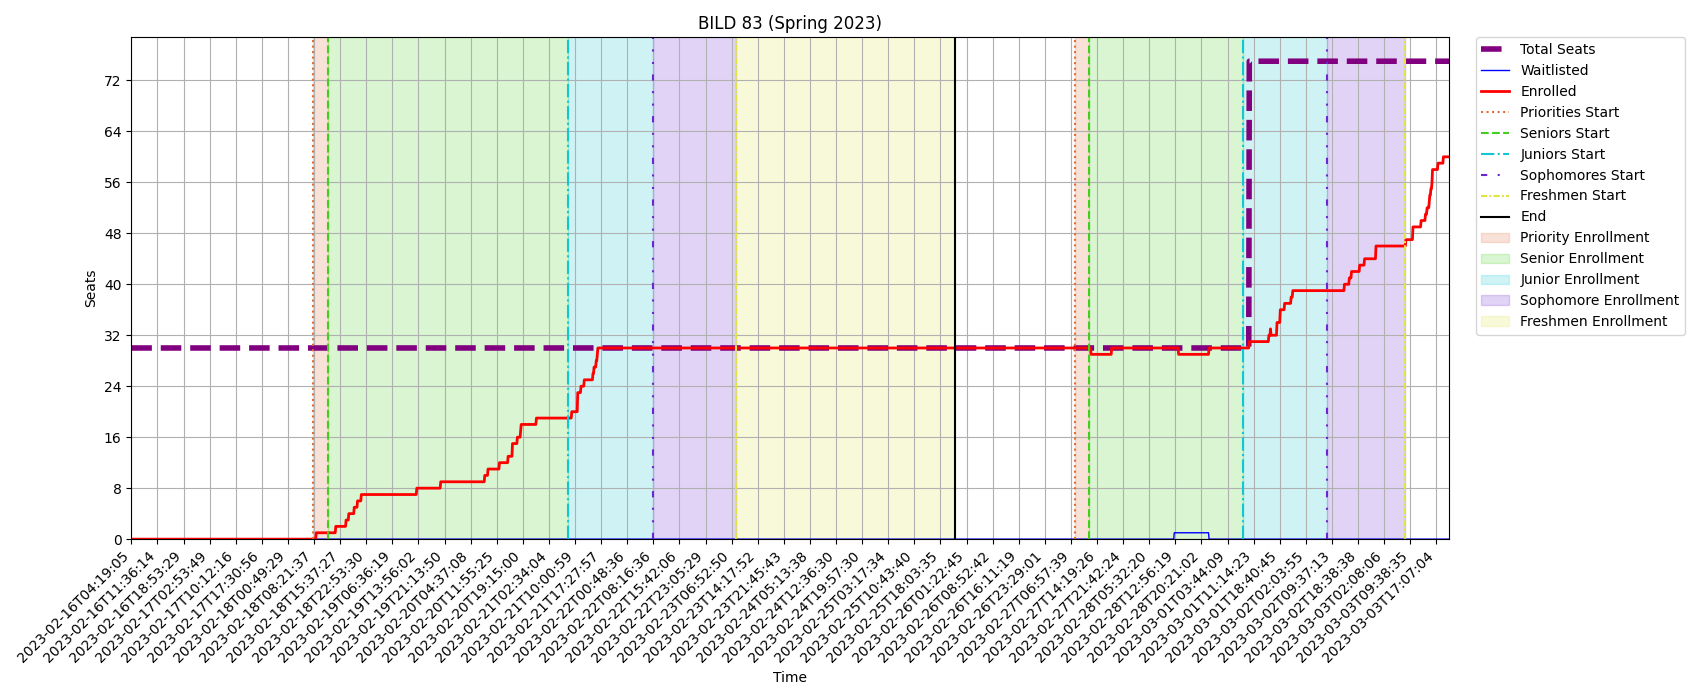 BILD 83 (Spring 2023)
Seats
72
64
56
48
40
32
24
16
8
0
2023-02-16T04:19:05
2023-02-16T11:36:14
2023-02-16T18:53:29
2023-02-17T02:53:49
2023-02-17T10:12:16
2023-02-17T17:30:56
2023-02-18T00:49:29
2023-02-18T08:21:37
2023-02-18T15:37:27
2023-02-18T22:53:30
2023-02-19T06:36:19
2023-02-19T13:56:02
2023-02-19T21:13:50
2023-02-20T04:37:08
2023-02-20T11:55:25
2023-02-20T19:15:00
2023-02-21T02:34:04
2023-02-21T10:00:59
2023-02-21T17:27:57
2023-02-22T00:48:36
2023-02-22T08:16:36
2023-02-22T15:42:06
2023-02-22T23:05:29
2023-02-23T06:52:50
2023-02-23T14:17:52
2023-02-23T21:45:43
2023-02-24T05:13:38
2023-02-24T12:36:30
2023-02-24T19:57:30
2023-02-25T03:17:34
2023-02-25T10:43:40
2023-02-25T18:03:35
2023-02-26T01:22:45
2023-02-26T08:52:42
2023-02-26T16:11:19
2023-02-26T23:29:01
2023-02-27T06:57:39
2023-02-27T14:19:26
2023-02-27T21:42:24
2023-02-28T05:32:20
2023-02-28T12:56:19
2023-02-28T20:21:02
2023-03-01T03:44:09
2023-03-01T11:14:23
2023-03-01T18:40:45
2023-03-02T02:03:55
2023-03-02T09:37:13
2023-03-02T18:38:38
2023-03-03T02:08:06
2023-03-03T09:38:35
2023-03-03T17:07:04
Time
Total Seats
Waitlisted
Enrolled
Priorities Start
Seniors Start
Juniors Start
Sophomores Start
Freshmen Start
End
Priority Enrollment
Senior Enrollment
Junior Enrollment
Sophomore Enrollment
Freshmen Enrollment